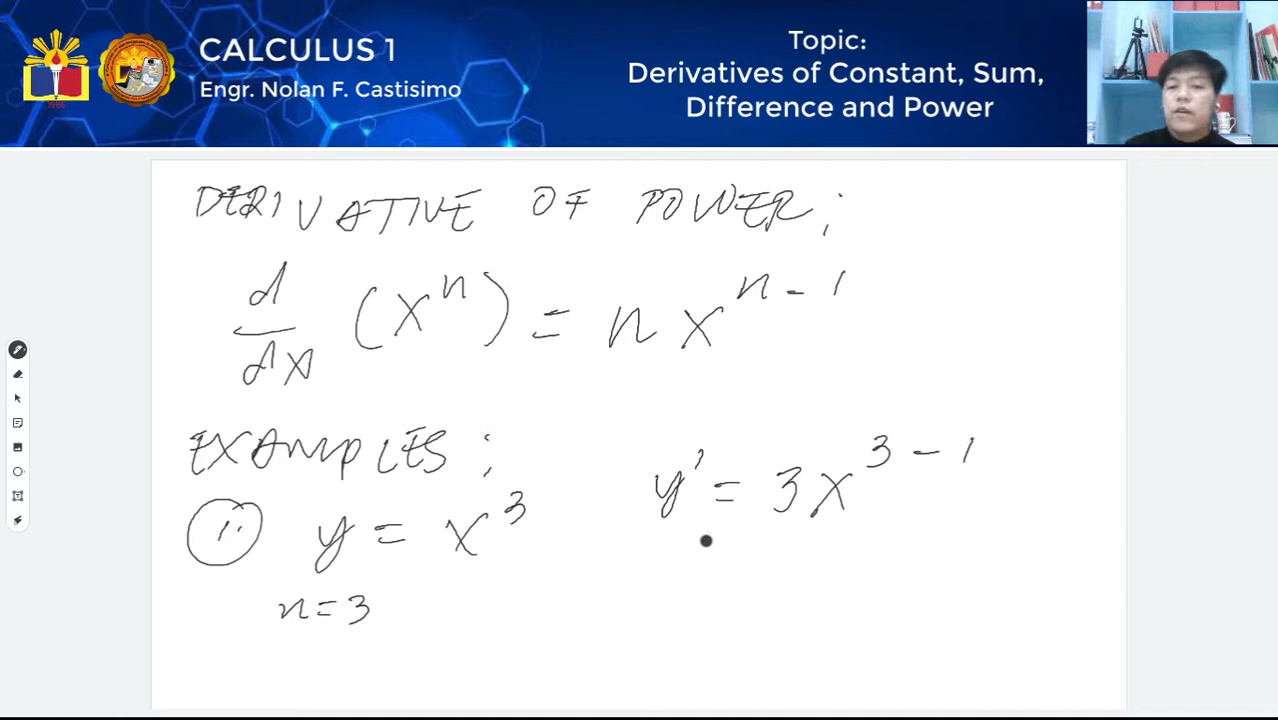 CALCULUS 1
Engr. Nolan F. Castisimo
Topic:
Derivatives of Constant, Sum,
Difference and Power
DERIVATIVE OF POWER;
d/dx (x^n) = n x^{n-1}
EXAMPLES;
1. y = x^3
n=3
y' = 3x^{3-1}